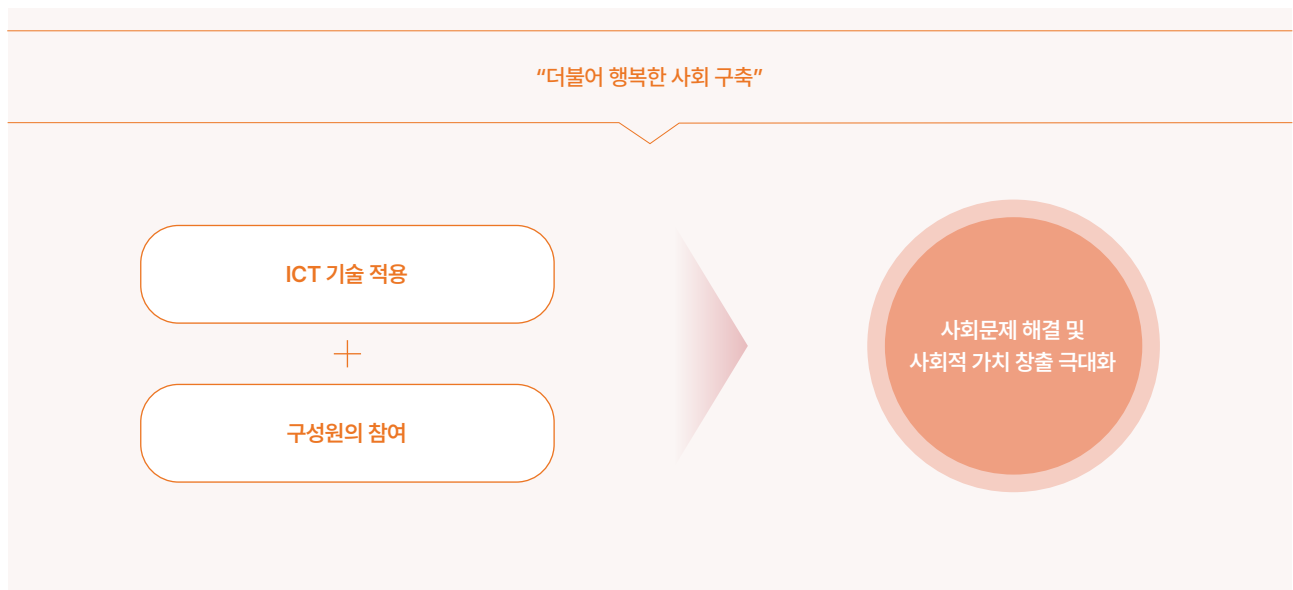 “더불어 행복한 사회 구축”
ICT 기술 적용
+
구성원의 참여
사회문제 해결 및
사회적 가치 창출 극대화